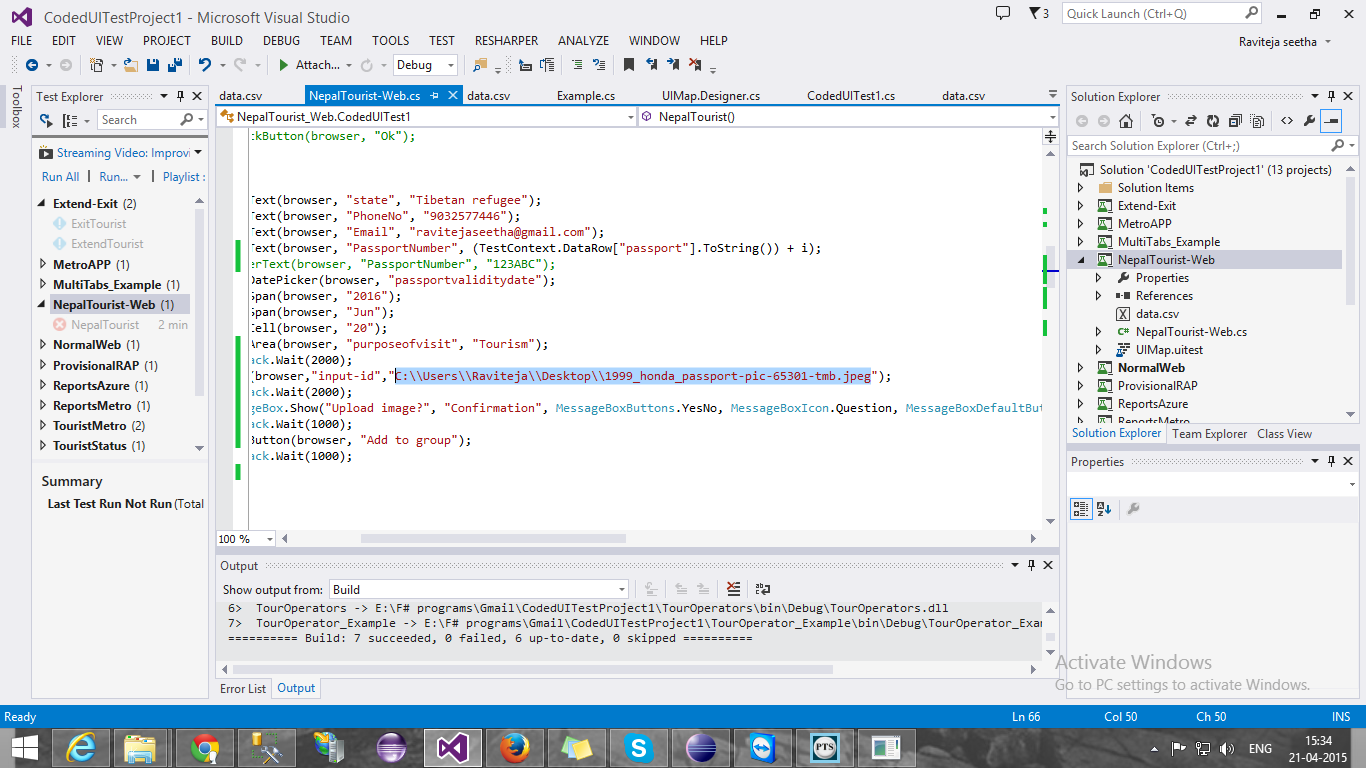 CodedUITestProject1 - Microsoft Visual Studio
3
Quick Launch (Ctrl+Q)
FILE EDIT VIEW PROJECT BUILD DEBUG TEAM TOOLS TEST RESHARPER ANALYZE WINDOW HELP
Raviteja seetha
Attach...
Debug
Toolbox
Test Explorer
Search
Streaming Video: Improvi
Run All | Run... | Playlist :
Extend-Exit (2)
ExitTourist
ExtendTourist
MetroAPP (1)
MultiTabs_Example (1)
NepalTourist-Web (1)
NepalTourist 2 min
NormalWeb (1)
ProvisionalRAP (1)
ReportsAzure (1)
ReportsMetro (1)
TouristMetro (2)
TouristStatus (1)
Summary
Last Test Run Not Run (Total
data.csv NepalTourist-Web.cs data.csv Example.cs UIMap.Designer.cs CodedUITest1.cs data.csv
NepalTourist_Web.CodedUITest1
NepalTourist()
ckButton(browser, "Ok");
Text(browser, "state", "Tibetan refugee");
Text(browser, "PhoneNo", "9032577446");
Text(browser, "Email", "ravitejaseetha@gmail.com");
Text(browser, "PassportNumber", (TestContext.DataRow["passport"].ToString()) + i);
erText(browser, "PassportNumber", "123ABC");
DatePicker(browser, "passportvaliditydate");
Span(browser, "2016");
Span(browser, "Jun");
Cell(browser, "20");
Area(browser, "purposeofvisit", "Tourism");
ack.Wait(2000);
(browser,"input-id","C:\\Users\\Raviteja\\Desktop\\1999_honda_passport-pic-65301-tmb.jpeg");
ack.Wait(2000);
geBox.Show("Upload image?", "Confirmation", MessageBoxButtons.YesNo, MessageBoxIcon.Question, MessageBoxDefaultBut
ack.Wait(1000);
Button(browser, "Add to group");
ack.Wait(1000);
100 %
Output
Show output from: Build
6> TourOperators -> E:\F# programs\Gmail\CodedUITestProject1\TourOperators\bin\Debug\TourOperators.dll
7> TourOperator_Example -> E:\F# programs\Gmail\CodedUITestProject1\TourOperator_Example\bin\Debug\TourOperator_Exam
========== Build: 7 succeeded, 0 failed, 6 up-to-date, 0 skipped ==========
Error List Output
Solution Explorer
Search Solution Explorer (Ctrl+;)
Solution 'CodedUITestProject1' (13 projects)
Solution Items
Extend-Exit
MetroAPP
MultiTabs_Example
NepalTourist-Web
Properties
References
data.csv
C# NepalTourist-Web.cs
UIMap.uitest
NormalWeb
ProvisionalRAP
ReportsAzure
ReportsMetro
Solution Explorer Team Explorer Class View
Properties
Activate Windows
Go to PC settings to activate Windows.
Ready
Ln 66 Col 50 Ch 50 INS
PTS
ENG
15:34
21-04-2015